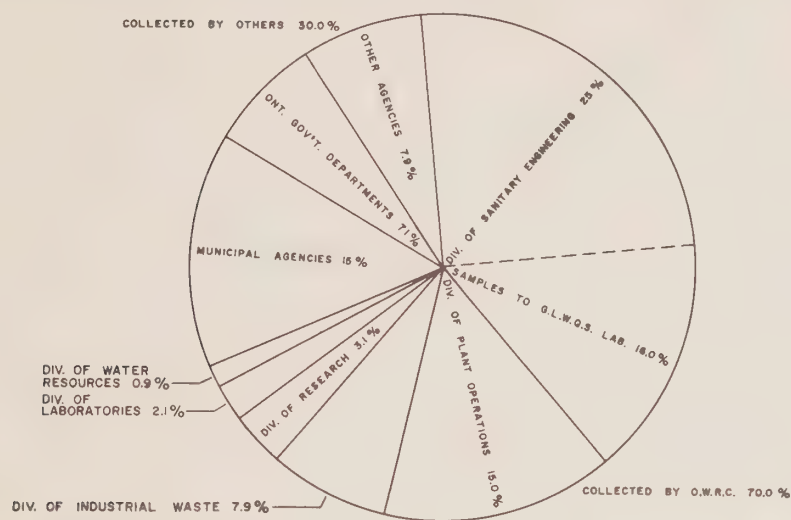 COLLECTED BY OTHERS 30.0%
OTHER AGENCIES 7.9%
ONT. GOV'T. DEPARTMENTS 7.1%
MUNICIPAL AGENCIES 15%
DIV. OF SANITARY ENGINEERING 25%
SAMPLES TO G.L.W.Q.S. LAB. 16.0%
DIV. OF PLANT OPERATIONS 15.0%
DIV. OF RESEARCH 3.1%
DIV. OF WATER
RESOURCES 0.9%
DIV. OF
LABORATORIES 2.1%
DIV. OF INDUSTRIAL WASTE 7.9%
COLLECTED BY O.W.R.C. 70.0%